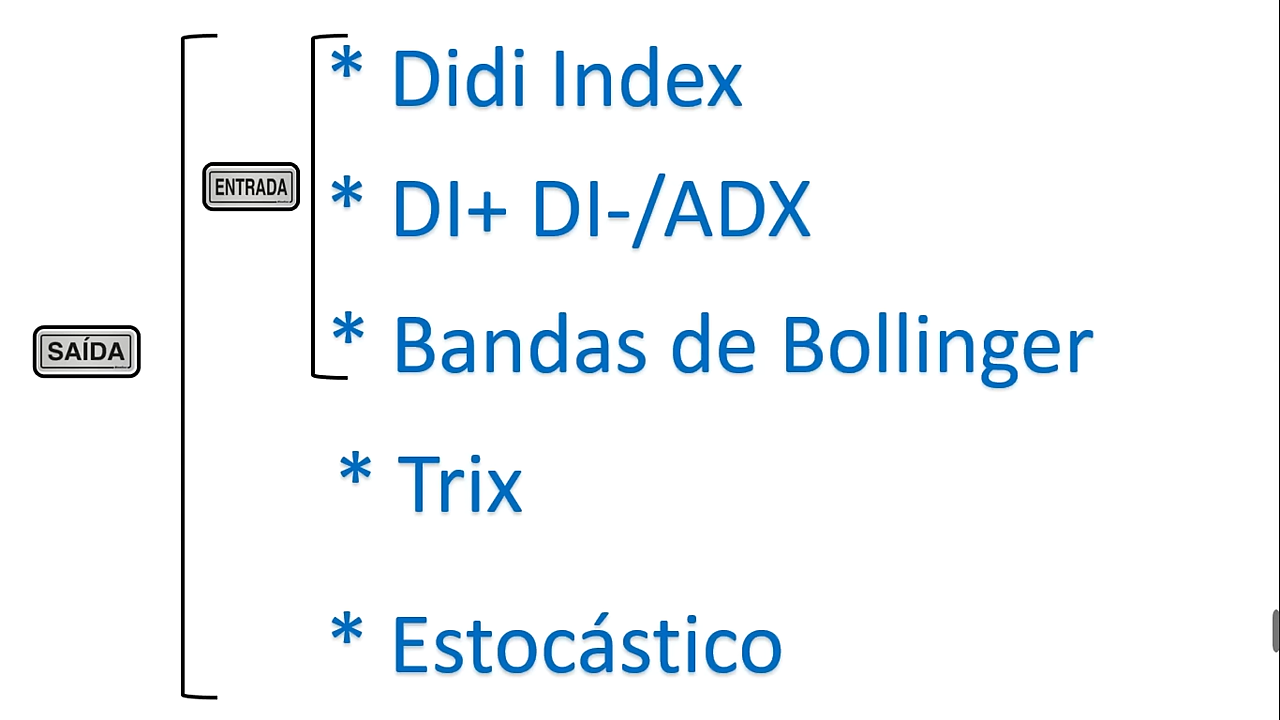 * Didi Index
ENTRADA
* DI+ DI-/ADX
* Bandas de Bollinger
SAÍDA
* Trix
* Estocástico